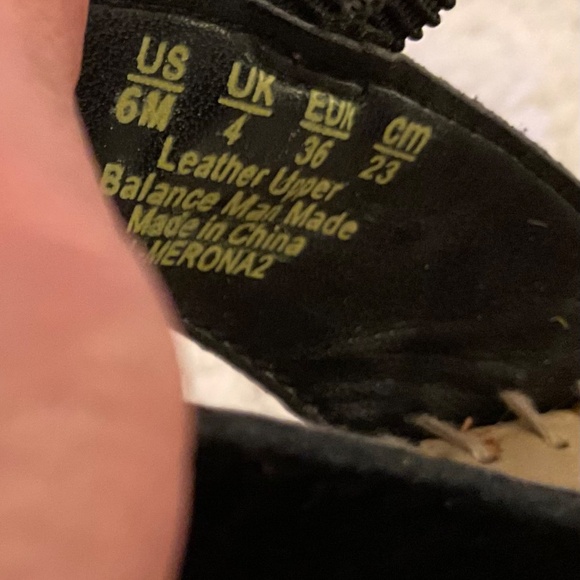 US UK EUR cm
6M 4 36 23
Leather Upper
Balance Man Made
Made in China
MERONA2